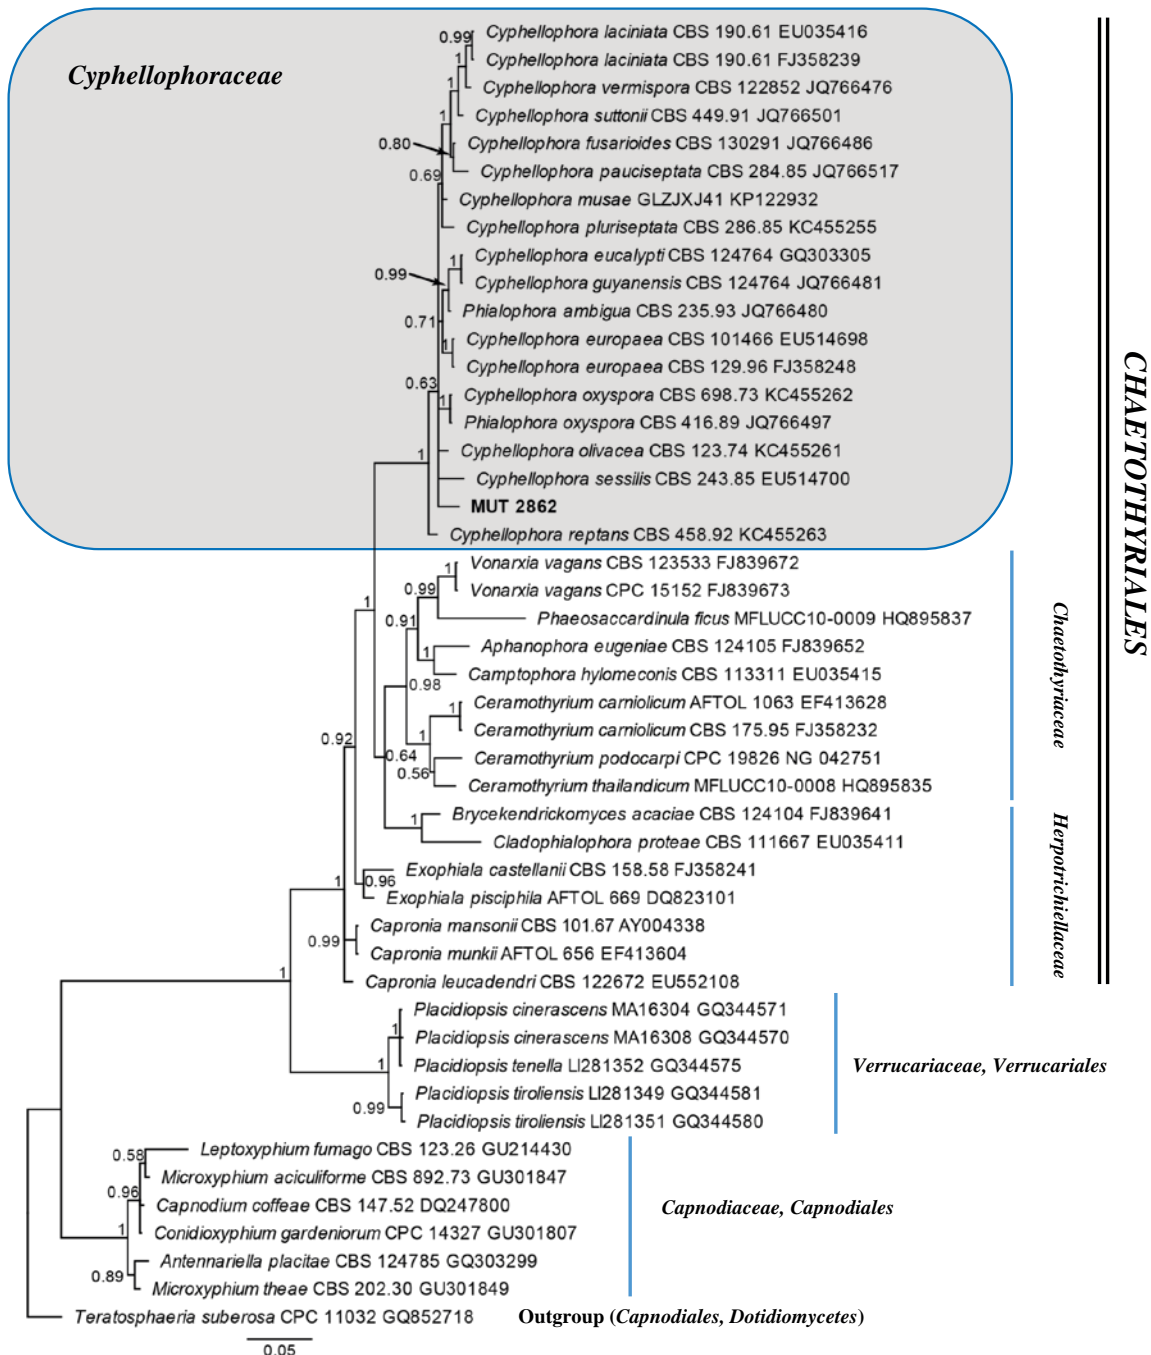 0.99
Cyphellophora laciniata CBS 190.61 EU035416
Cyphellophoraceae
1
Cyphellophora laciniata CBS 190.61 FJ358239
1
Cyphellophora vermispora CBS 122852 JQ766476
1
Cyphellophora suttonii CBS 449.91 JQ766501
0.80
Cyphellophora fusarioides CBS 130291 JQ766486
0.69
Cyphellophora pauciseptata CBS 284.85 JQ766517
Cyphellophora musae GLZJXJ41 KP122932
Cyphellophora pluriseptata CBS 286.85 KC455255
1
Cyphellophora eucalypti CBS 124764 GQ303305
0.99
Cyphellophora guyanensis CBS 124764 JQ766481
Phialophora ambigua CBS 235.93 JQ766480
0.71
1
Cyphellophora europaea CBS 101466 EU514698
Cyphellophora europaea CBS 129.96 FJ358248
0.63
1
Cyphellophora oxyspora CBS 698.73 KC455262
Phialophora oxyspora CBS 416.89 JQ766497
1
Cyphellophora olivacea CBS 123.74 KC455261
Cyphellophora sessilis CBS 243.85 EU514700
MUT 2862
Cyphellophora reptans CBS 458.92 KC455263
CHAETOTHYRIALES
1
Vonarxia vagans CBS 123533 FJ839672
0.99
Vonarxia vagans CPC 15152 FJ839673
1
0.91
Phaeosaccardinula ficus MFLUCC10-0009 HQ895837
1
Aphanophora eugeniae CBS 124105 FJ839652
0.98
Camptophora hylomeconis CBS 113311 EU035415
Chaetothyriaceae
1
Ceramothyrium carniolicum AFTOL 1063 EF413628
0.92
1
Ceramothyrium carniolicum CBS 175.95 FJ358232
0.64
Ceramothyrium podocarpi CPC 19826 NG 042751
0.56
Ceramothyrium thailandicum MFLUCC10-0008 HQ895835
1
Brycekendrickomyces acaciae CBS 124104 FJ839641
Cladophialophora proteae CBS 111667 EU035411
Herpotrichiellaceae
1
0.96
Exophiala castellanii CBS 158.58 FJ358241
Exophiala pisciphila AFTOL 669 DQ823101
0.99
Capronia mansonii CBS 101.67 AY004338
Capronia munkii AFTOL 656 EF413604
1
Capronia leucadendri CBS 122672 EU552108
Placidiopsis cinerascens MA16304 GQ344571
1
Placidiopsis cinerascens MA16308 GQ344570
1
Placidiopsis tenella LI281352 GQ344575
Verrucariaceae, Verrucariales
0.99
Placidiopsis tiroliensis LI281349 GQ344581
Placidiopsis tiroliensis LI281351 GQ344580
0.58
Leptoxyphium fumago CBS 123.26 GU214430
0.96
Microxyphium aciculiforme CBS 892.73 GU301847
Capnodium coffeae CBS 147.52 DQ247800
Capnodiaceae, Capnodiales
1
Conidioxyphium gardeniorum CPC 14327 GU301807
0.89
Antennariella placitae CBS 124785 GQ303299
Microxyphium theae CBS 202.30 GU301849
Teratosphaeria suberosa CPC 11032 GQ852718
Outgroup (Capnodiales, Dotidiomycetes)
0.05